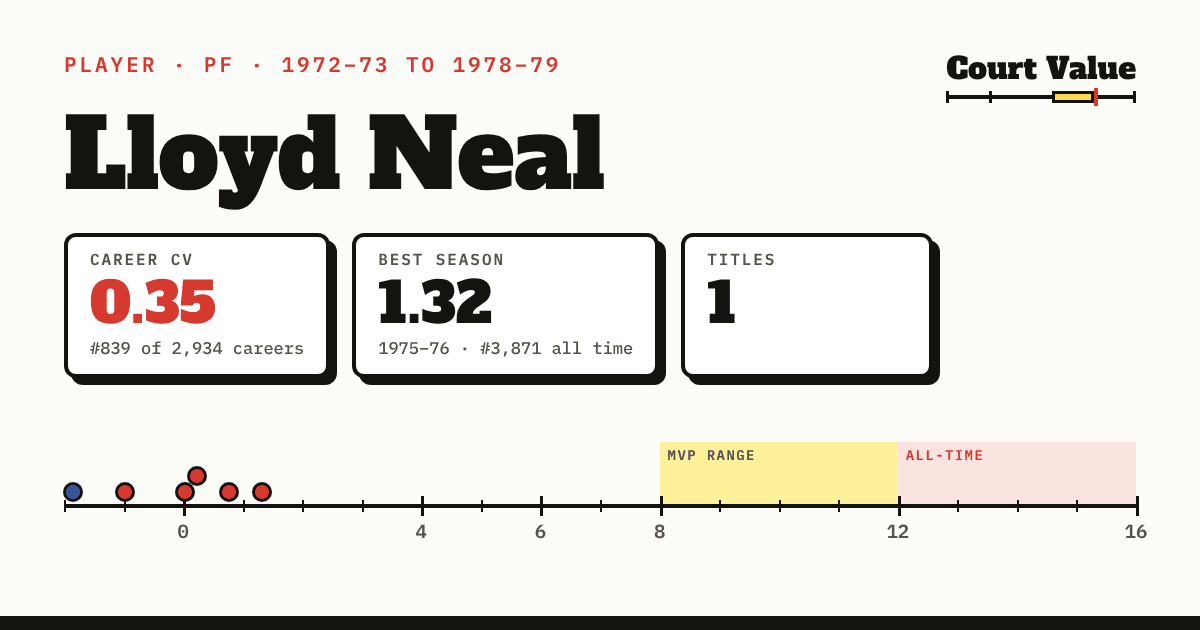 PLAYER · PF · 1972–73 TO 1978–79
Court Value
Lloyd Neal
CAREER CV
0.35
#839 of 2,934 careers
BEST SEASON
1.32
1975–76 · #3,871 all time
TITLES
1
MVP RANGE
ALL-TIME
0 4 6 8 12 16